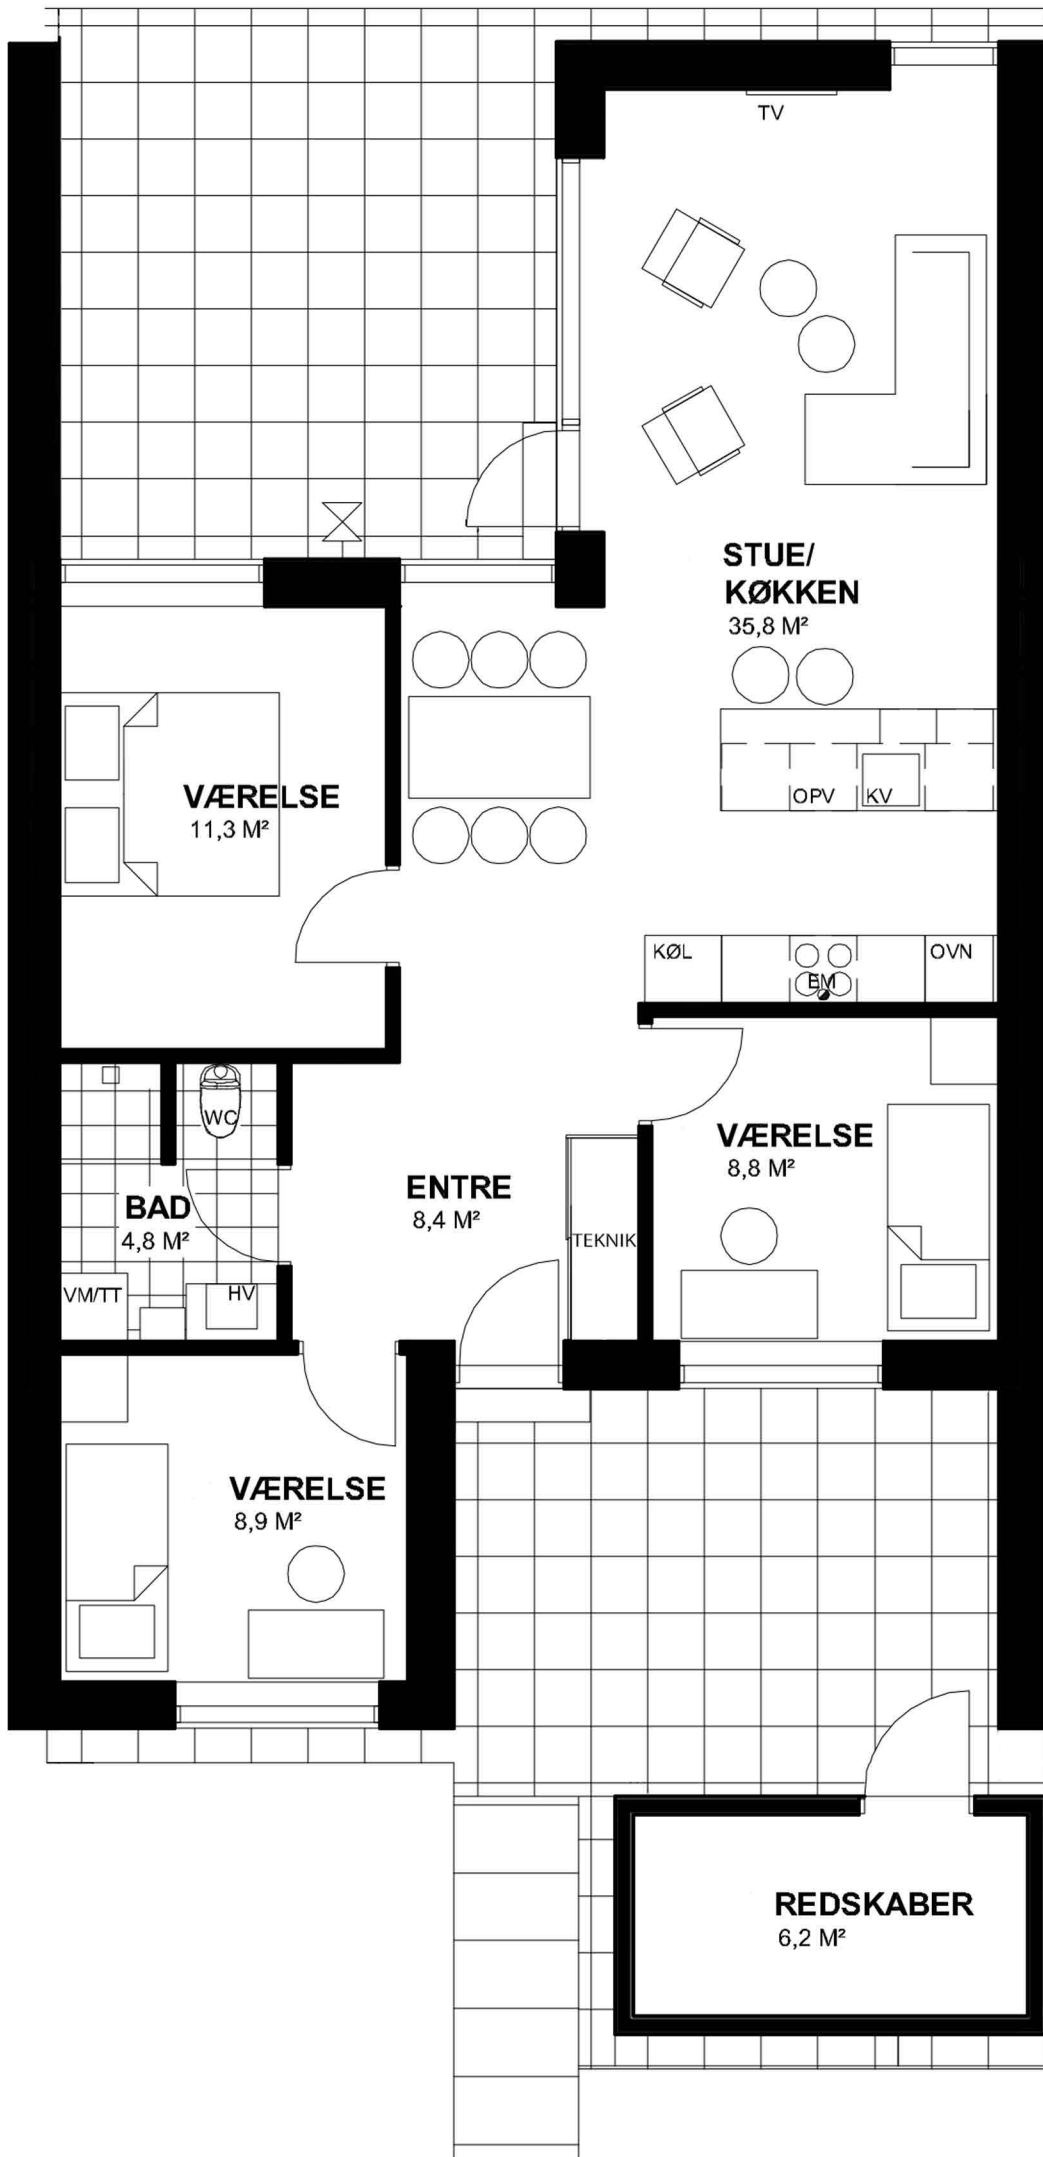 TV
STUE/
KØKKEN
35,8 M²
VÆRELSE
11,3 M²
OPV
KV
KØL
EM
OVN
WC
VÆRELSE
8,8 M²
ENTRE
8,4 M²
BAD
4,8 M²
TEKNIK
VM/TT
HV
VÆRELSE
8,9 M²
REDSKABER
6,2 M²